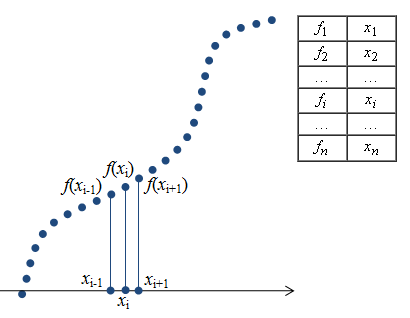 f(xi)
f(xi-1)
f(xi+1)
xi-1
xi
xi+1
f1 x1
f2 x2
... ...
fi xi
... ...
fn xn